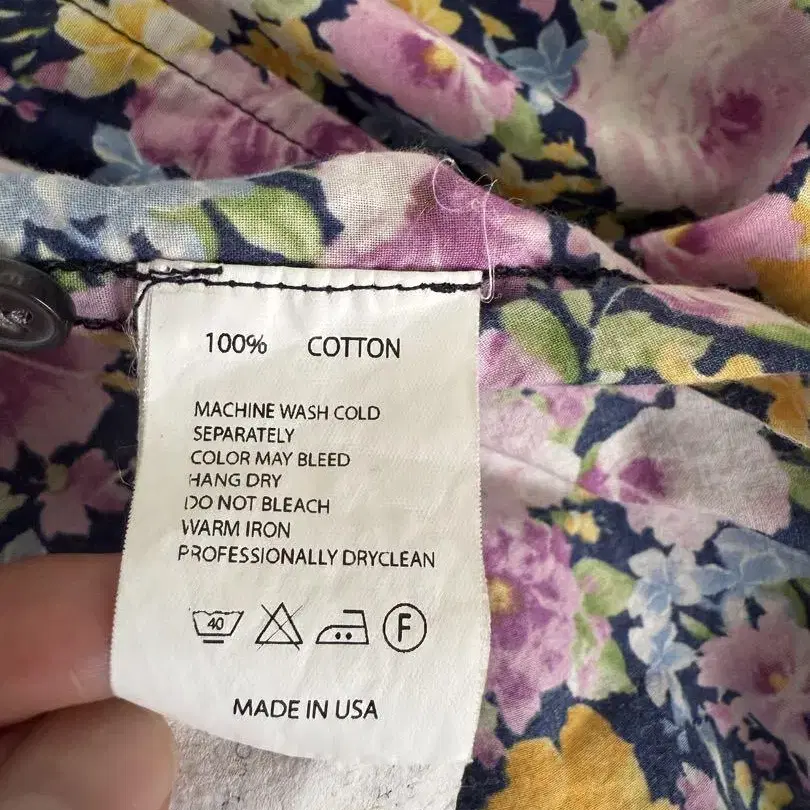 100% COTTON
MACHINE WASH COLD
SEPARATELY
COLOR MAY BLEED
HANG DRY
DO NOT BLEACH
WARM IRON
PROFESSIONALLY DRYCLEAN
40 F
MADE IN USA